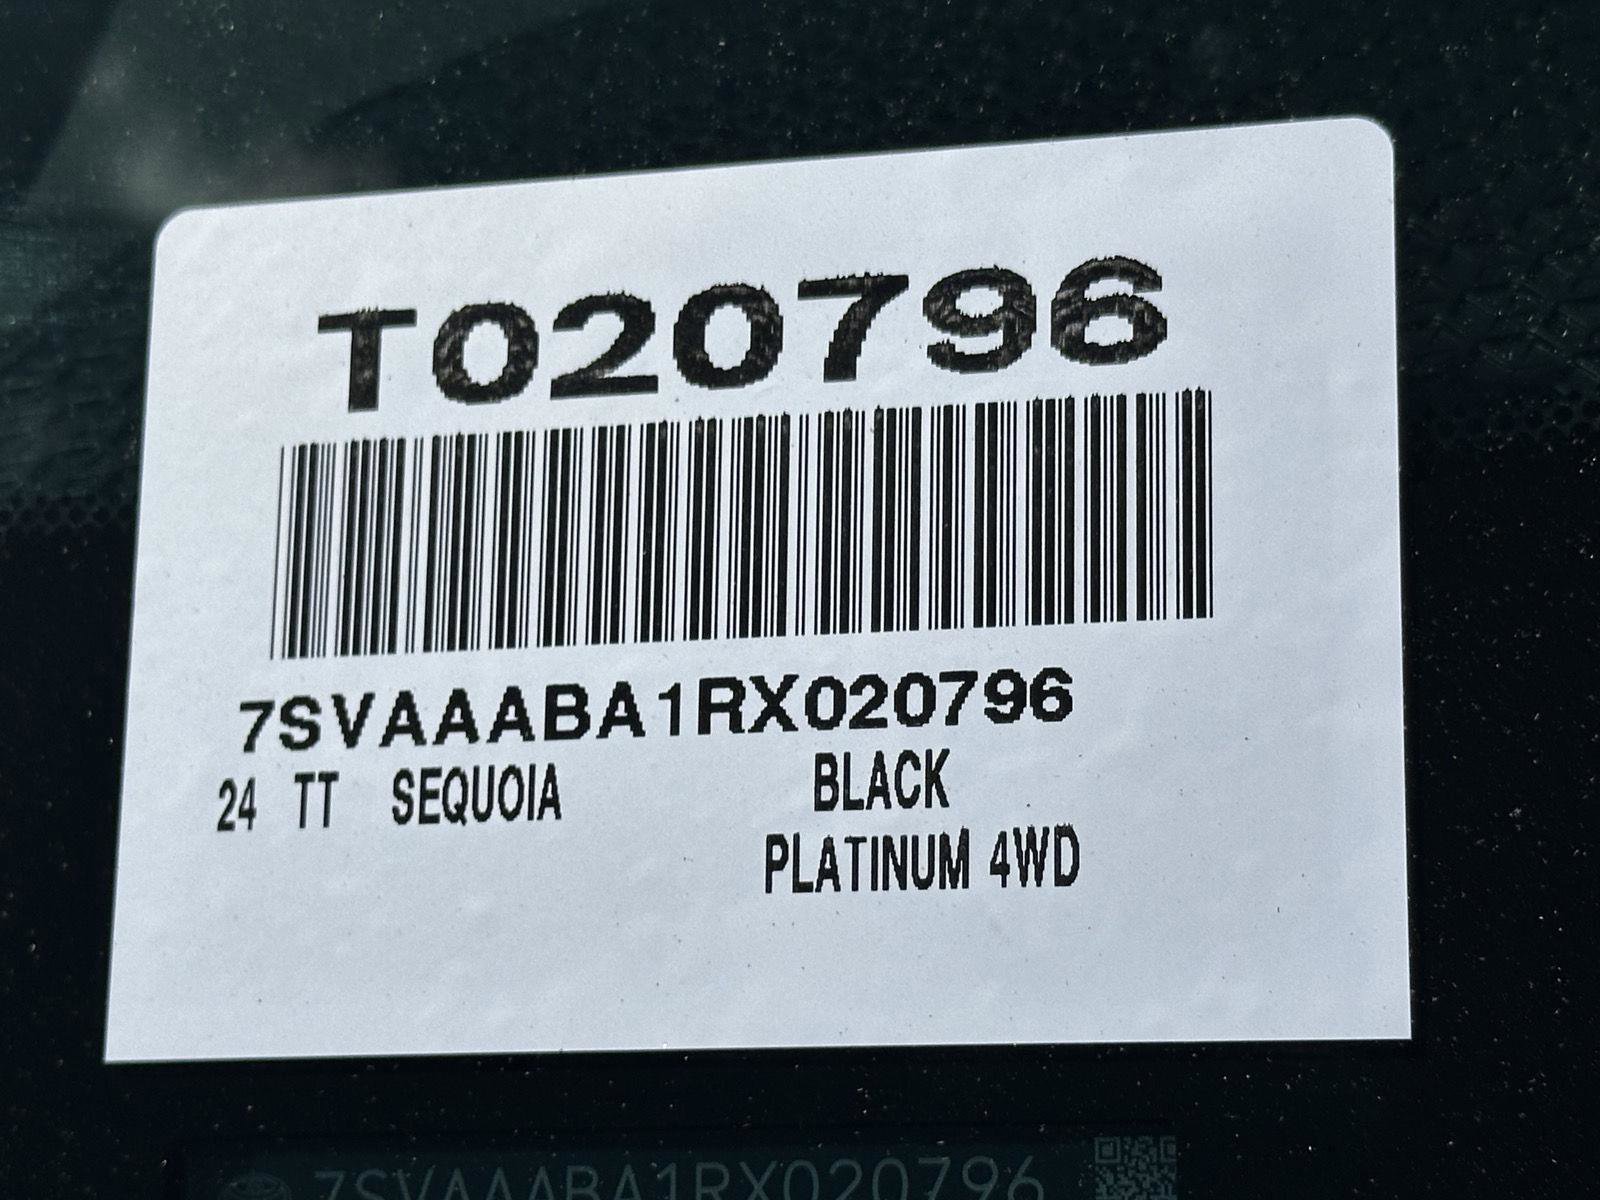 T020796
7SVAAABA1RX020796
24 TT SEQUOIA BLACK
PLATINUM 4WD
7SVAAABA1RX020796